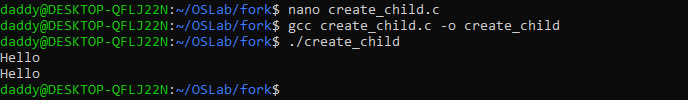 daddy@DESKTOP-QFLJ22N:~/OSLab/fork$ nano create_child.c
daddy@DESKTOP-QFLJ22N:~/OSLab/fork$ gcc create_child.c -o create_child
daddy@DESKTOP-QFLJ22N:~/OSLab/fork$ ./create_child
Hello
Hello
daddy@DESKTOP-QFLJ22N:~/OSLab/fork$